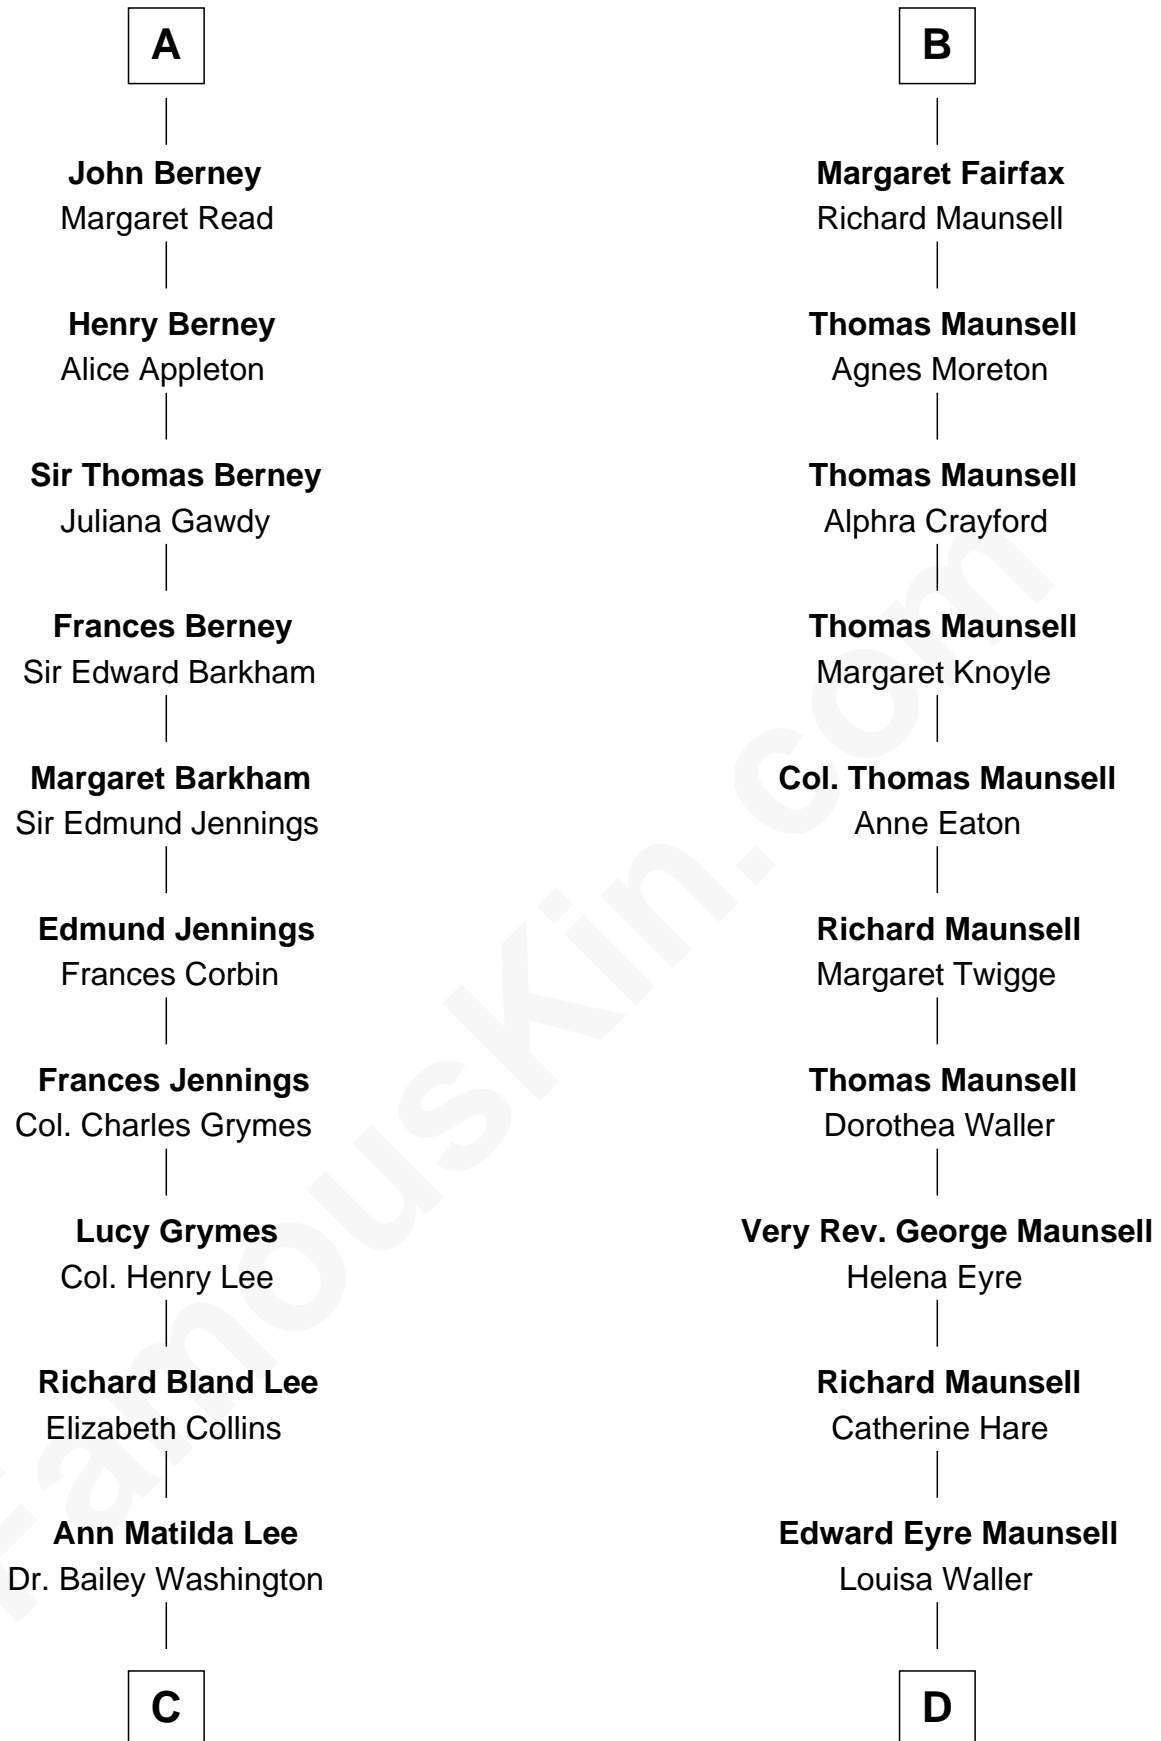 A
John Berney
Margaret Read
Henry Berney
Alice Appleton
Sir Thomas Berney
Juliana Gawdy
Frances Berney
Sir Edward Barkham
Margaret Barkham
Sir Edmund Jennings
Edmund Jennings
Frances Corbin
Frances Jennings
Col. Charles Grymes
Lucy Grymes
Col. Henry Lee
Richard Bland Lee
Elizabeth Collins
Ann Matilda Lee
Dr. Bailey Washington
C
B
Margaret Fairfax
Richard Maunsell
Thomas Maunsell
Agnes Moreton
Thomas Maunsell
Alphra Crayford
Thomas Maunsell
Margaret Knoyle
Col. Thomas Maunsell
Anne Eaton
Richard Maunsell
Margaret Twigge
Thomas Maunsell
Dorothea Waller
Very Rev. George Maunsell
Helena Eyre
Richard Maunsell
Catherine Hare
Edward Eyre Maunsell
Louisa Waller
D
FamousKin.com